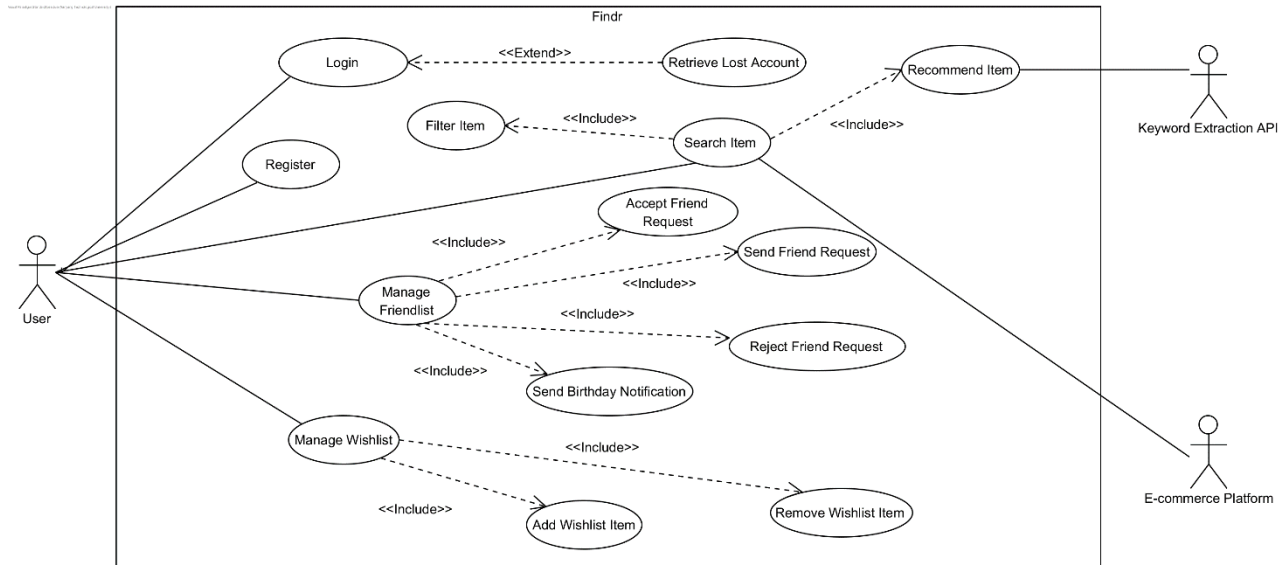 Findr
Login
<<Extend>>
Retrieve Lost Account
Recommend Item
Keyword Extraction API
Filter Item
<<Include>>
Search Item
<<Include>>
Register
Accept Friend
Request
<<Include>>
Send Friend Request
<<Include>>
User
Manage
Friendlist
<<Include>>
Reject Friend Request
<<Include>>
Send Birthday Notification
Manage Wishlist
<<Include>>
<<Include>>
Add Wishlist Item
Remove Wishlist Item
E-commerce Platform